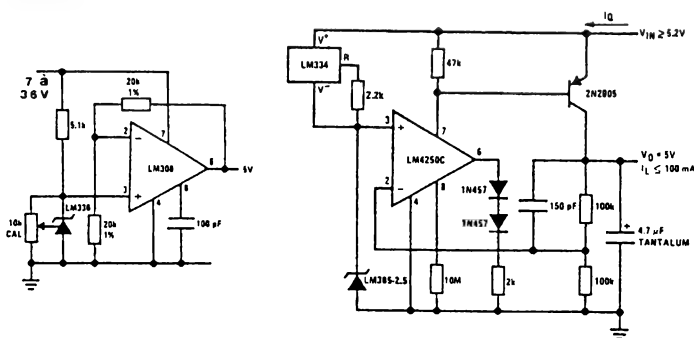 7 à
36V
20k
1%
5.1k
2
7
LM308
6
5V
3
8
4
10k
CAL
LM336
20k
1%
100 pF
IQ
VIN ≥ 5.2V
V+
LM334
R
V−
47k
2.2k
2N2905
3
7
LM4250C
6
2
8
4
1N457
1N457
150 pF
100k
VO = 5V
IL ≤ 100 mA
+
4.7 µF
TANTALUM
LM385-2.5
10M
2k
100k